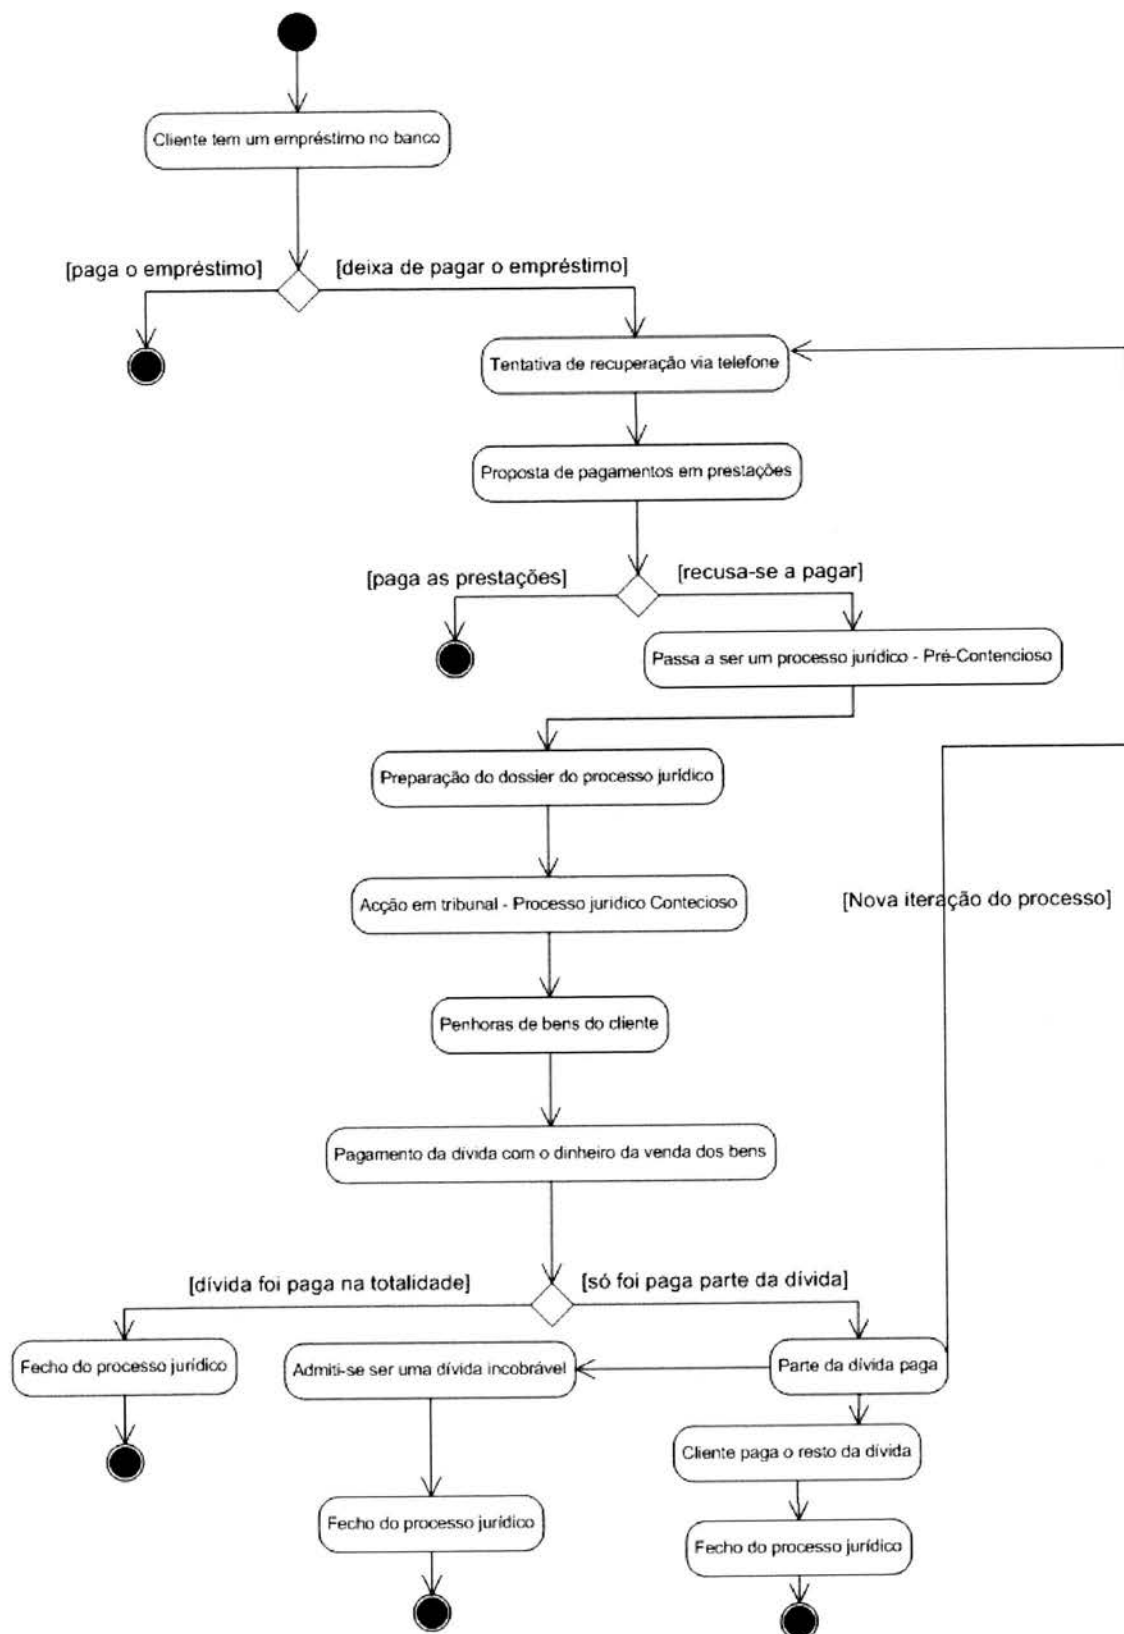 Cliente tem um empréstimo no banco
[paga o empréstimo]
[deixa de pagar o empréstimo]
Tentativa de recuperação via telefone
Proposta de pagamentos em prestações
[paga as prestações]
[recusa-se a pagar]
Passa a ser um processo jurídico - Pré-Contencioso
Preparação do dossier do processo jurídico
Acção em tribunal - Processo jurídico Contecioso
[Nova iteração do processo]
Penhoras de bens do cliente
Pagamento da dívida com o dinheiro da venda dos bens
[dívida foi paga na totalidade]
[só foi paga parte da dívida]
Fecho do processo jurídico
Admiti-se ser uma dívida incobrável
Parte da dívida paga
Cliente paga o resto da dívida
Fecho do processo jurídico
Fecho do processo jurídico